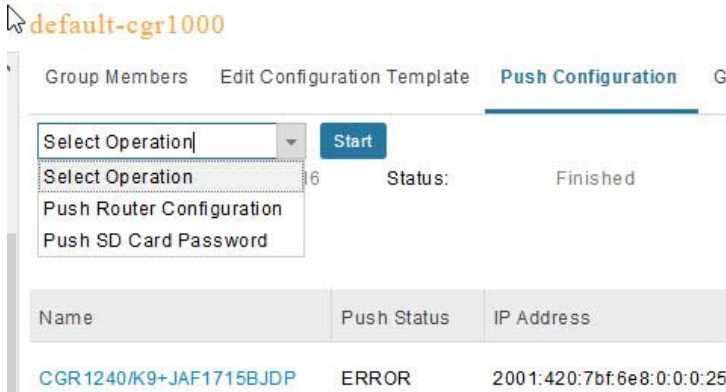 default-cgr1000
Group Members Edit Configuration Template Push Configuration G
Select Operation Start
Select Operation 16 Status: Finished
Push Router Configuration
Push SD Card Password
Name Push Status IP Address
CGR1240/K9+JAF1715BJDP ERROR 2001:420:7bf:6e8:0:0:0:25